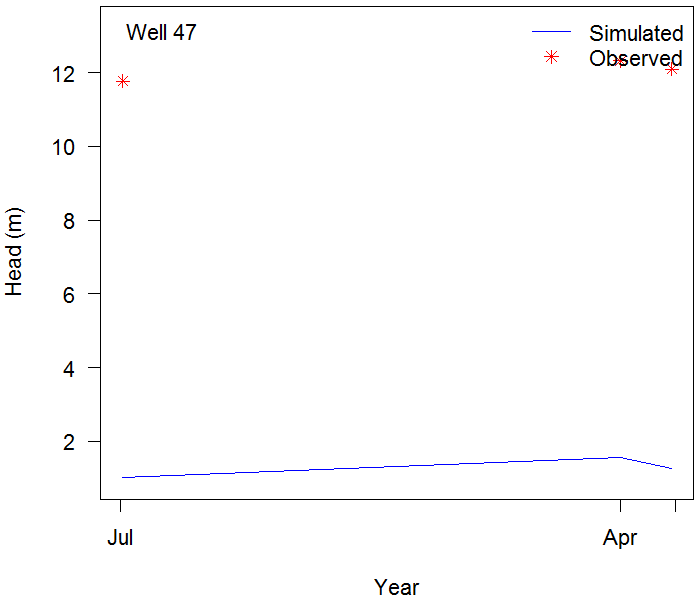 Well 47
Simulated
Observed
12
10
8
6
4
2
Head (m)
Jul
Apr
Year